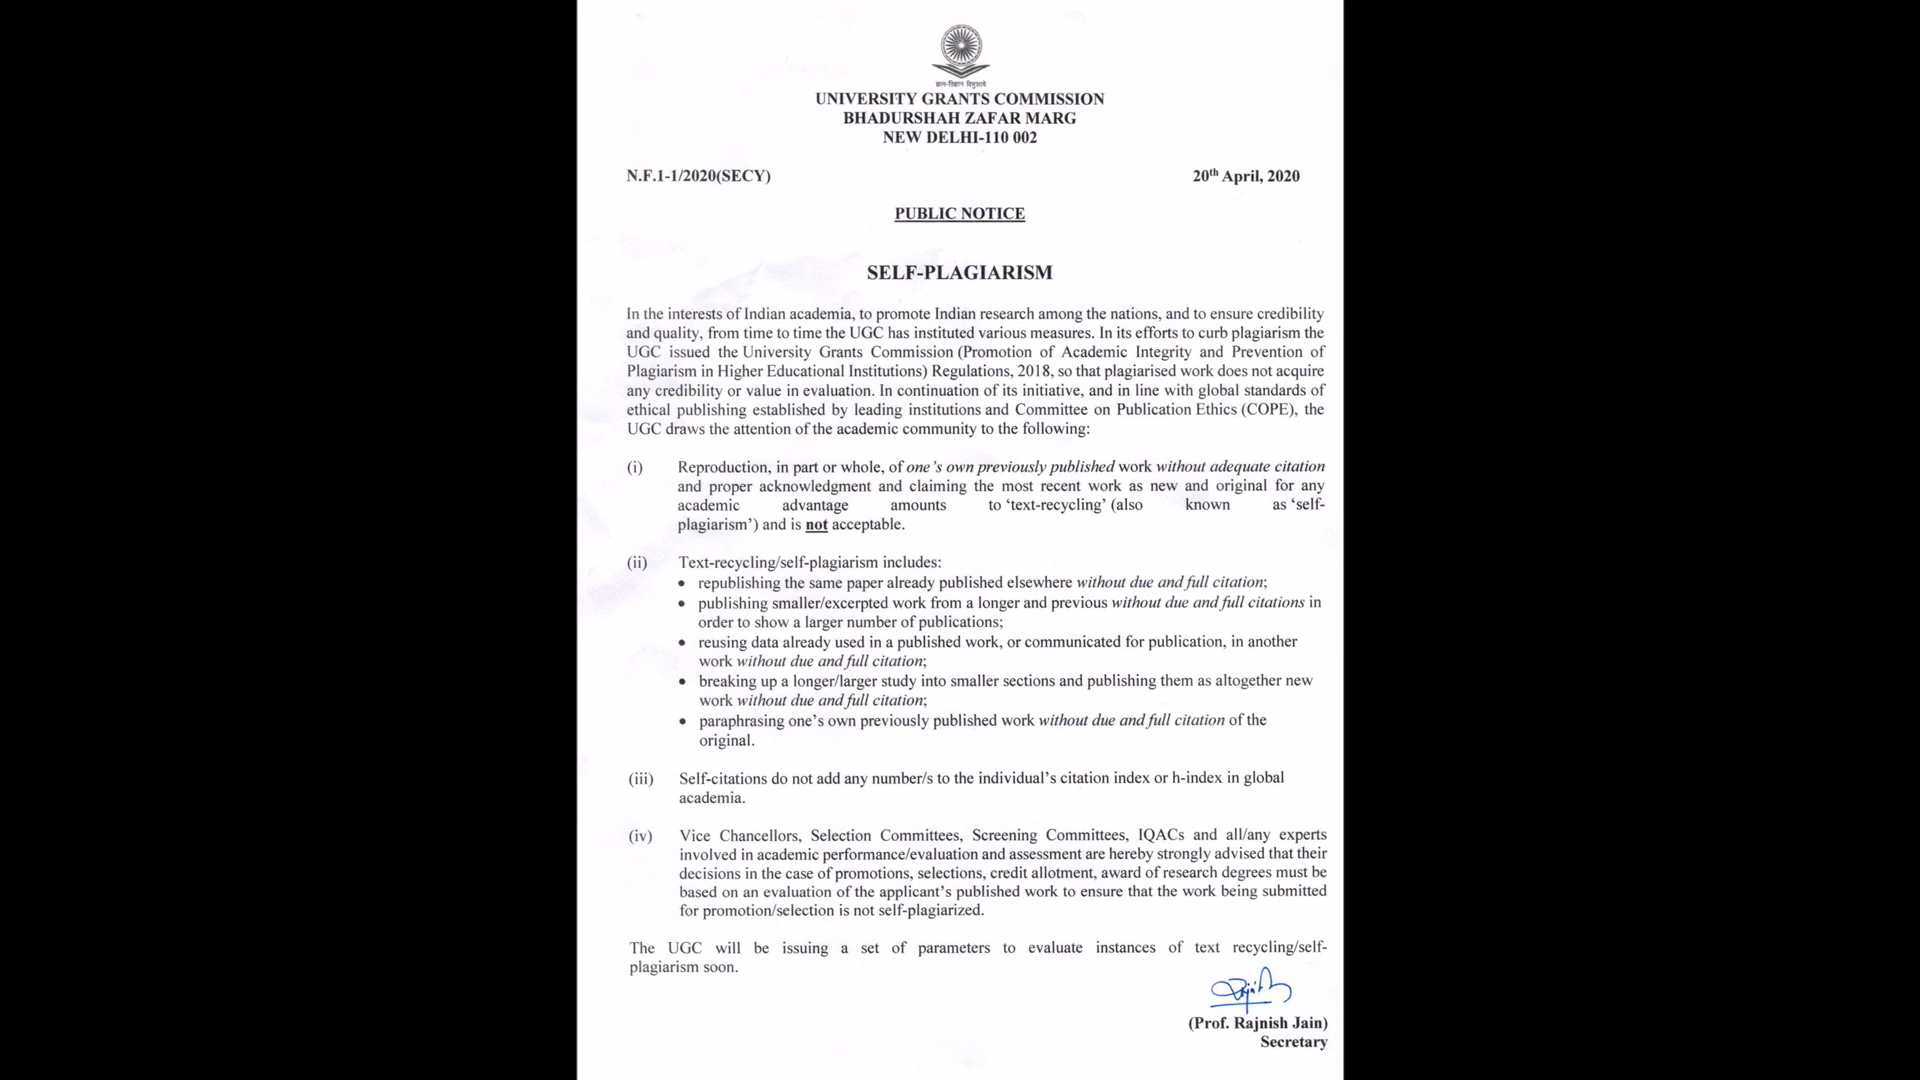 ज्ञान-विज्ञान विमुक्तये
UNIVERSITY GRANTS COMMISSION
BHADURSHAH ZAFAR MARG
NEW DELHI-110 002
N.F.1-1/2020(SECY) 20th April, 2020
PUBLIC NOTICE
SELF-PLAGIARISM
In the interests of Indian academia, to promote Indian research among the nations, and to ensure credibility
and quality, from time to time the UGC has instituted various measures. In its efforts to curb plagiarism the
UGC issued the University Grants Commission (Promotion of Academic Integrity and Prevention of
Plagiarism in Higher Educational Institutions) Regulations, 2018, so that plagiarised work does not acquire
any credibility or value in evaluation. In continuation of its initiative, and in line with global standards of
ethical publishing established by leading institutions and Committee on Publication Ethics (COPE), the
UGC draws the attention of the academic community to the following:
(i) Reproduction, in part or whole, of one's own previously published work without adequate citation
and proper acknowledgment and claiming the most recent work as new and original for any
academic advantage amounts to 'text-recycling' (also known as 'self-
plagiarism') and is not acceptable.
(ii) Text-recycling/self-plagiarism includes:
• republishing the same paper already published elsewhere without due and full citation;
• publishing smaller/excerpted work from a longer and previous without due and full citations in
order to show a larger number of publications;
• reusing data already used in a published work, or communicated for publication, in another
work without due and full citation;
• breaking up a longer/larger study into smaller sections and publishing them as altogether new
work without due and full citation;
• paraphrasing one's own previously published work without due and full citation of the
original.
(iii) Self-citations do not add any number/s to the individual's citation index or h-index in global
academia.
(iv) Vice Chancellors, Selection Committees, Screening Committees, IQACs and all/any experts
involved in academic performance/evaluation and assessment are hereby strongly advised that their
decisions in the case of promotions, selections, credit allotment, award of research degrees must be
based on an evaluation of the applicant's published work to ensure that the work being submitted
for promotion/selection is not self-plagiarized.
The UGC will be issuing a set of parameters to evaluate instances of text recycling/self-
plagiarism soon.
(Prof. Rajnish Jain)
Secretary